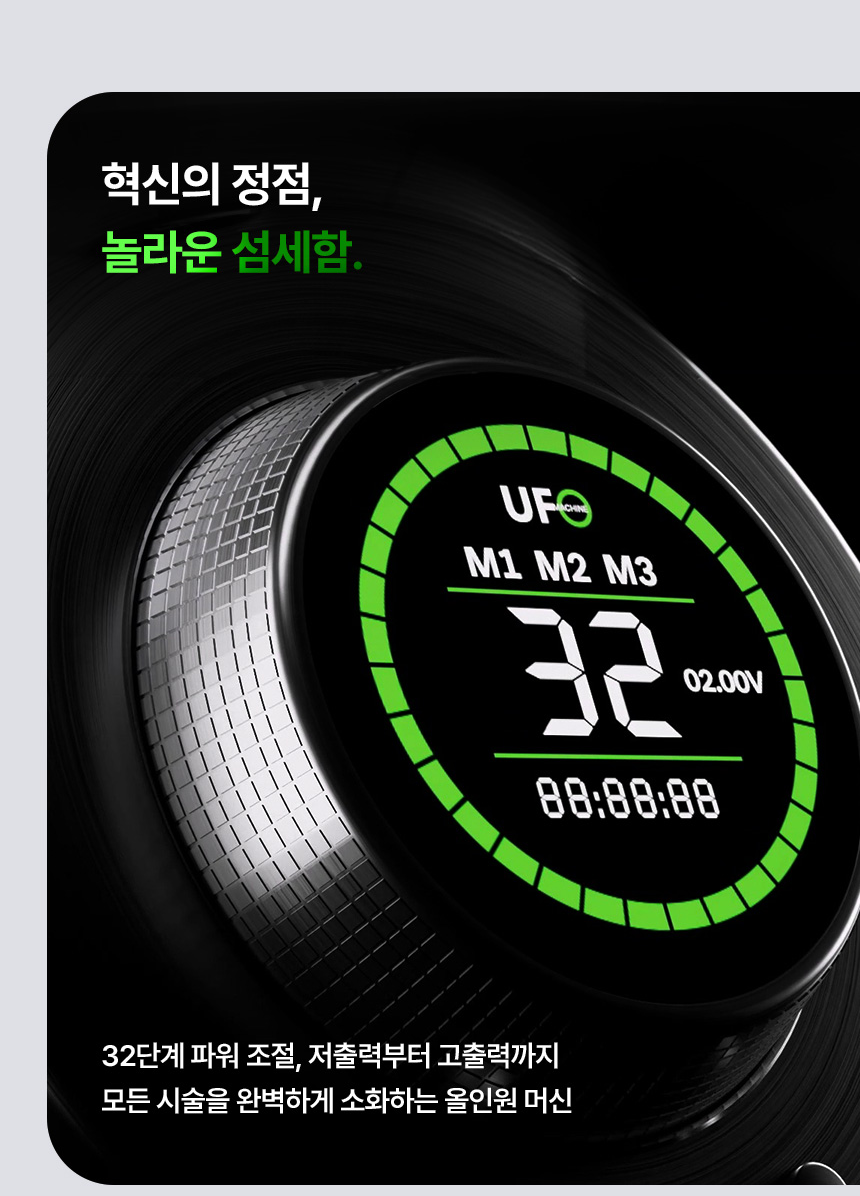 혁신의 정점,
놀라운 섬세함.
UFO
MACHINE
M1 M2 M3
32
02.00V
88:88:88
32단계 파워 조절, 저출력부터 고출력까지
모든 시술을 완벽하게 소화하는 올인원 머신